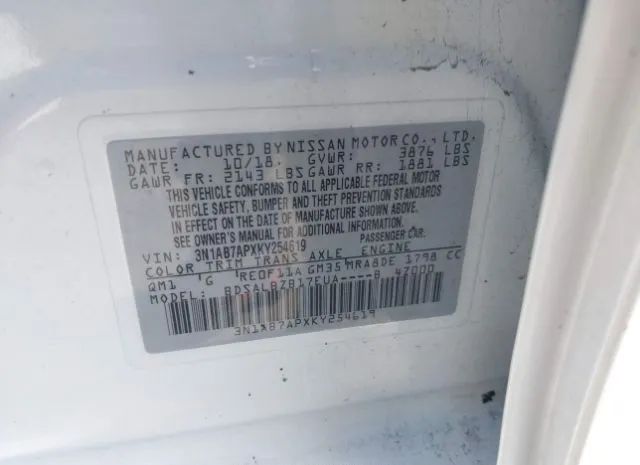 MANUFACTURED BY NISSAN MOTOR CO., LTD.
DATE: 10/18. GVWR: 3876 LBS
GAWR FR: 2143 LBS GAWR RR: 1881 LBS
THIS VEHICLE CONFORMS TO ALL APPLICABLE FEDERAL MOTOR
VEHICLE SAFETY, BUMPER AND THEFT PREVENTION STANDARDS
IN EFFECT ON THE DATE OF MANUFACTURE SHOWN ABOVE.
SEE OWNER'S MANUAL FOR ADDITIONAL INFORMATION.
VIN: 3N1AB7APXKY254619 PASSENGER CAR.
COLOR TRIM TRANS AXLE ENGINE
QM1 G RE0F11A GM35 MRA8DE 1798 CC
MODEL: BDSALBZB17EUA----B 47000
3N1AB7APXKY254619